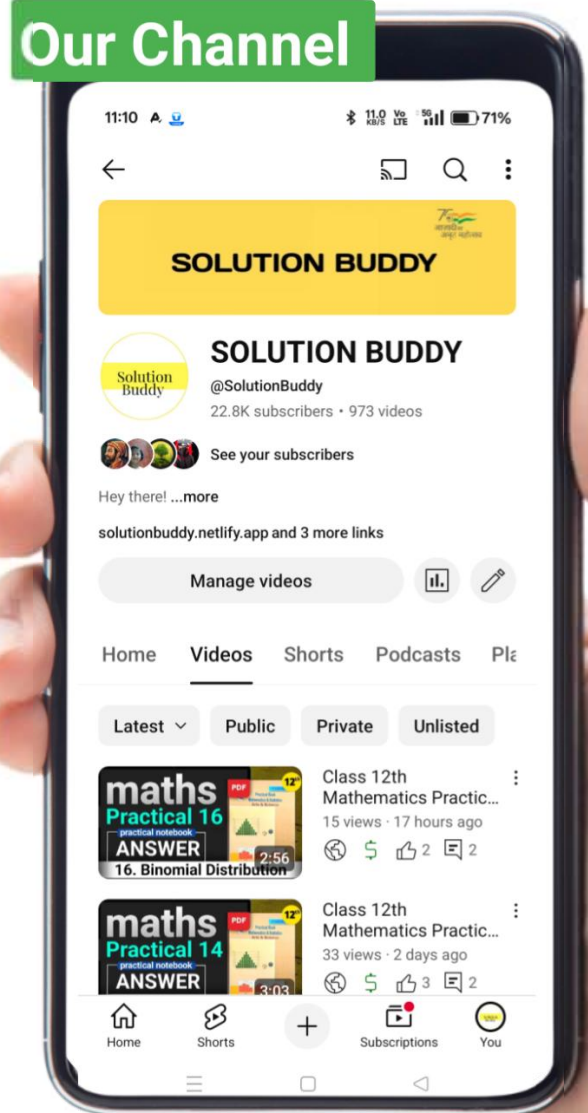 Our Channel
11:10
11.0 KB/S Vo LTE 5G 71%
SOLUTION BUDDY
Solution
Buddy
SOLUTION BUDDY
@SolutionBuddy
22.8K subscribers • 973 videos
See your subscribers
Hey there! ...more
solutionbuddy.netlify.app and 3 more links
Manage videos
Home Videos Shorts Podcasts Pla
Latest Public Private Unlisted
maths
Practical 16
practical notebook
ANSWER
16. Binomial Distribution
PDF
12th
2:56
Class 12th
Mathematics Practic...
15 views · 17 hours ago
$ 2 2
maths
Practical 14
practical notebook
ANSWER
PDF
12th
3:03
Class 12th
Mathematics Practic...
33 views · 2 days ago
$ 3 2
Home Shorts + Subscriptions You